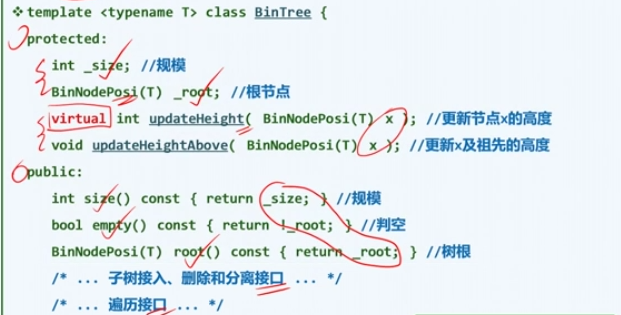 ❖ template <typename T> class BinTree {
protected:
int _size; //规模
BinNodePosi(T) _root; //根节点
virtual int updateHeight( BinNodePosi(T) x ); //更新节点x的高度
void updateHeightAbove( BinNodePosi(T) x ); //更新x及祖先的高度
public:
int size() const { return _size; } //规模
bool empty() const { return !_root; } //判空
BinNodePosi(T) root() const { return _root; } //树根
/* ... 子树接入、删除和分离接口 ... */
/* ... 遍历接口 ... */